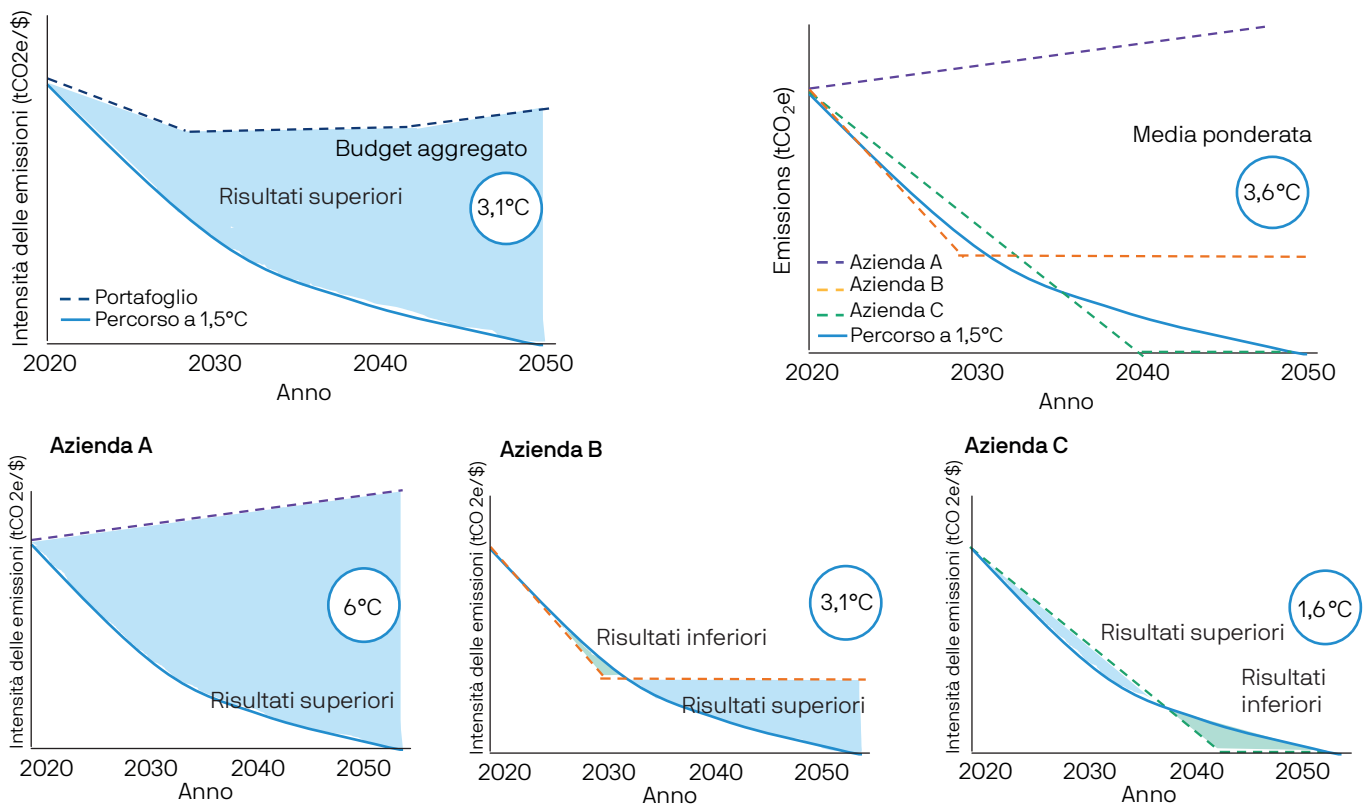 Intensità delle emissioni (tCO2e/$)
Budget aggregato
Risultati superiori
3,1°C
Portafoglio
Percorso a 1,5°C
2020
2030
2040
2050
Anno
Emissions (tCO₂e)
Media ponderata
3,6°C
Azienda A
Azienda B
Azienda C
Percorso a 1,5°C
2020
2030
2040
2050
Anno
Azienda A
Intensità delle emissioni (tCO 2e/$)
6°C
Risultati superiori
2020
2030
2040
2050
Anno
Azienda B
Intensità delle emissioni (tCO 2e/$)
3,1°C
Risultati inferiori
Risultati superiori
2020
2030
2040
2050
Anno
Azienda C
Intensità delle emissioni (tCO 2e/$)
1,6°C
Risultati superiori
Risultati
inferiori
2020
2030
2040
2050
Anno